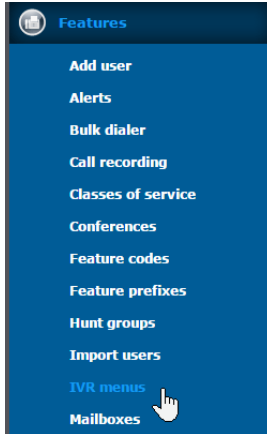 Features
Add user
Alerts
Bulk dialer
Call recording
Classes of service
Conferences
Feature codes
Feature prefixes
Hunt groups
Import users
IVR menus
Mailboxes